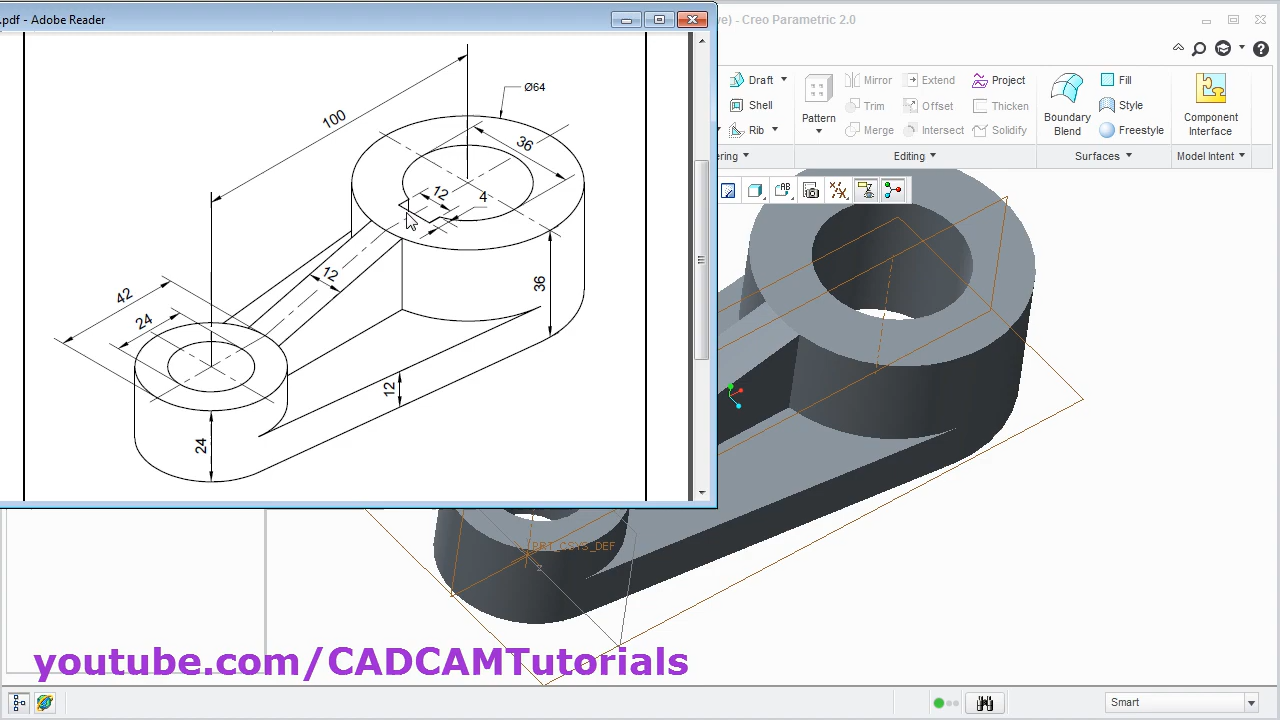 .pdf - Adobe Reader
ve) - Creo Parametric 2.0
Draft
Mirror
Extend
Project
Fill
Shell
Trim
Offset
Thicken
Style
Rib
Merge
Intersect
Solidify
Freestyle
Pattern
Boundary Blend
Component Interface
ring
Editing
Surfaces
Model Intent
100
Ø64
36
12
4
12
36
42
24
12
24
PRT_CSYS_DEF
youtube.com/CADCAMTutorials
Smart